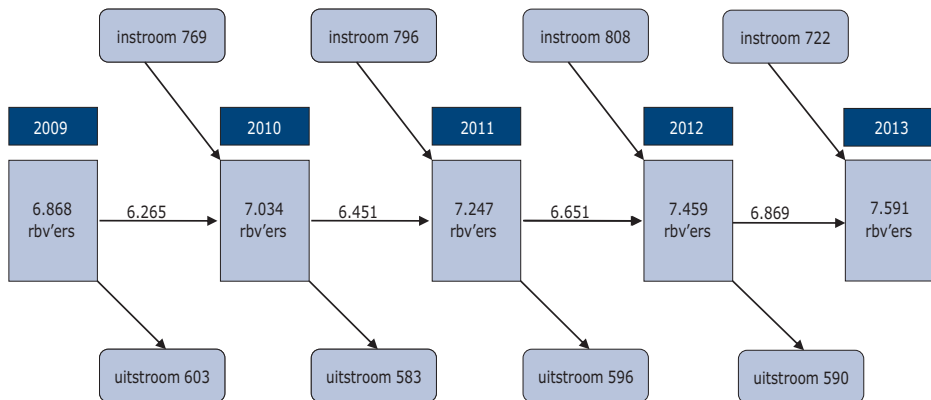 instroom 769
instroom 796
instroom 808
instroom 722
2009
2010
2011
2012
2013
6.868
rbv'ers
6.265
7.034
rbv'ers
6.451
7.247
rbv'ers
6.651
7.459
rbv'ers
6.869
7.591
rbv'ers
uitstroom 603
uitstroom 583
uitstroom 596
uitstroom 590